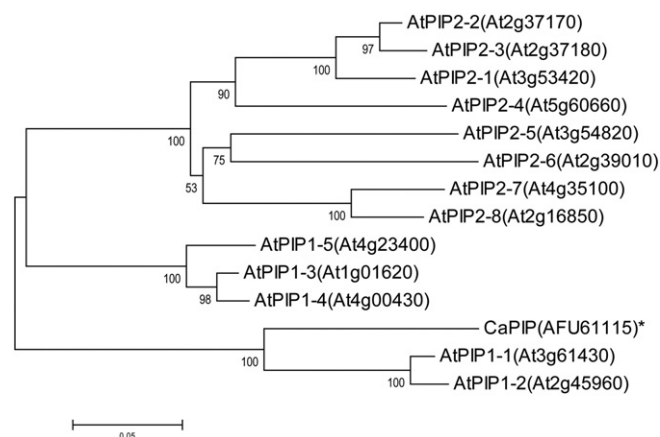 AtPIP2-2(At2g37170)
97
AtPIP2-3(At2g37180)
100
AtPIP2-1(At3g53420)
90
AtPIP2-4(At5g60660)
100
AtPIP2-5(At3g54820)
75
AtPIP2-6(At2g39010)
53
AtPIP2-7(At4g35100)
100
AtPIP2-8(At2g16850)
AtPIP1-5(At4g23400)
100
AtPIP1-3(At1g01620)
98
AtPIP1-4(At4g00430)
CaPIP(AFU61115)*
100
AtPIP1-1(At3g61430)
100
AtPIP1-2(At2g45960)
0.05